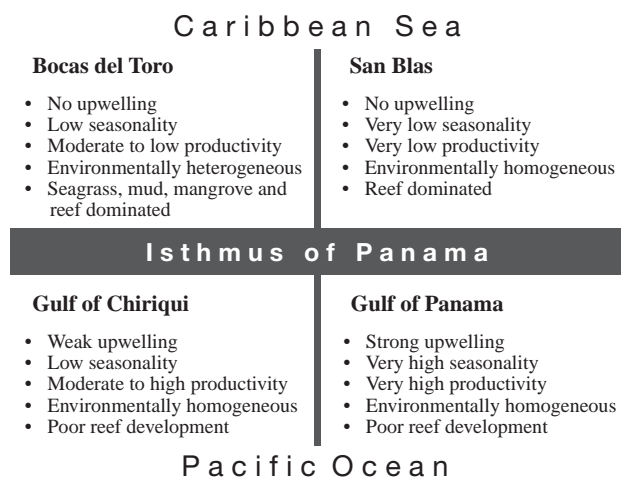 Caribbean Sea
Bocas del Toro
• No upwelling
• Low seasonality
• Moderate to low productivity
• Environmentally heterogeneous
• Seagrass, mud, mangrove and
reef dominated
San Blas
• No upwelling
• Very low seasonality
• Very low productivity
• Environmentally homogeneous
• Reef dominated
Isthmus of Panama
Gulf of Chiriqui
• Weak upwelling
• Low seasonality
• Moderate to high productivity
• Environmentally homogeneous
• Poor reef development
Gulf of Panama
• Strong upwelling
• Very high seasonality
• Very high productivity
• Environmentally homogeneous
• Poor reef development
Pacific Ocean